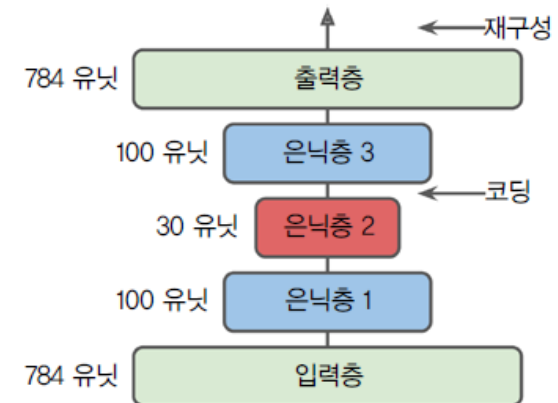 재구성
784 유닛 출력층
100 유닛 은닉층 3
코딩
30 유닛 은닉층 2
100 유닛 은닉층 1
784 유닛 입력층